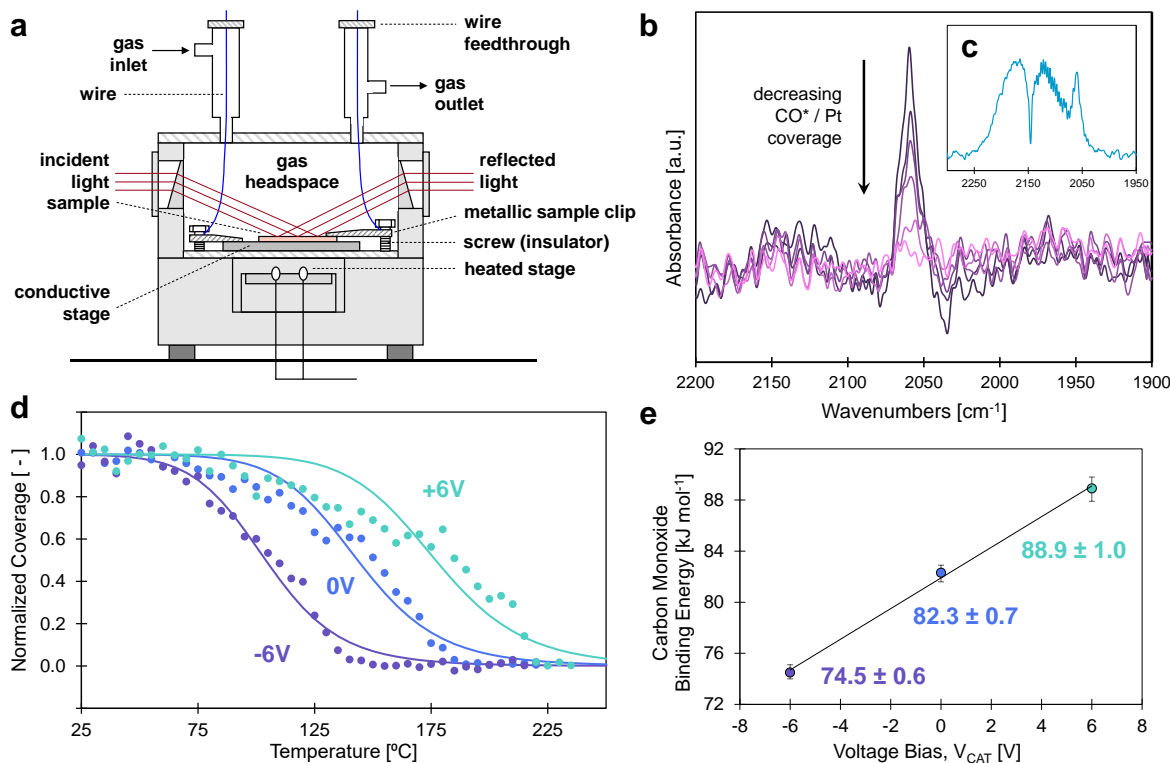 a
wire
feedthrough
gas
inlet
wire
gas
outlet
incident
light
sample
gas
headspace
reflected
light
metallic sample clip
screw (insulator)
heated stage
conductive
stage
b
Absorbance [a.u.]
decreasing
CO* / Pt
coverage
c
2250 2150 2050 1950
2200 2150 2100 2050 2000 1950 1900
Wavenumbers [cm⁻¹]
d
Normalized Coverage [ - ]
1.0
0.8
0.6
0.4
0.2
0.0
+6V
0V
-6V
25 75 125 175 225
Temperature [ºC]
e
Carbon Monoxide
Binding Energy [kJ mol⁻¹]
92
88
84
80
76
72
88.9 ± 1.0
82.3 ± 0.7
74.5 ± 0.6
-8 -6 -4 -2 0 2 4 6 8
Voltage Bias, V_CAT [V]